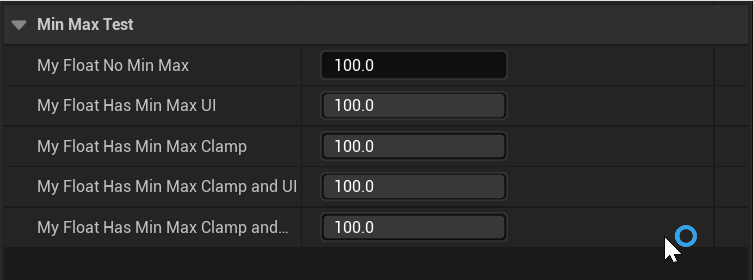 Min Max Test
My Float No Min Max 100.0
My Float Has Min Max UI 100.0
My Float Has Min Max Clamp 100.0
My Float Has Min Max Clamp and UI 100.0
My Float Has Min Max Clamp and... 100.0